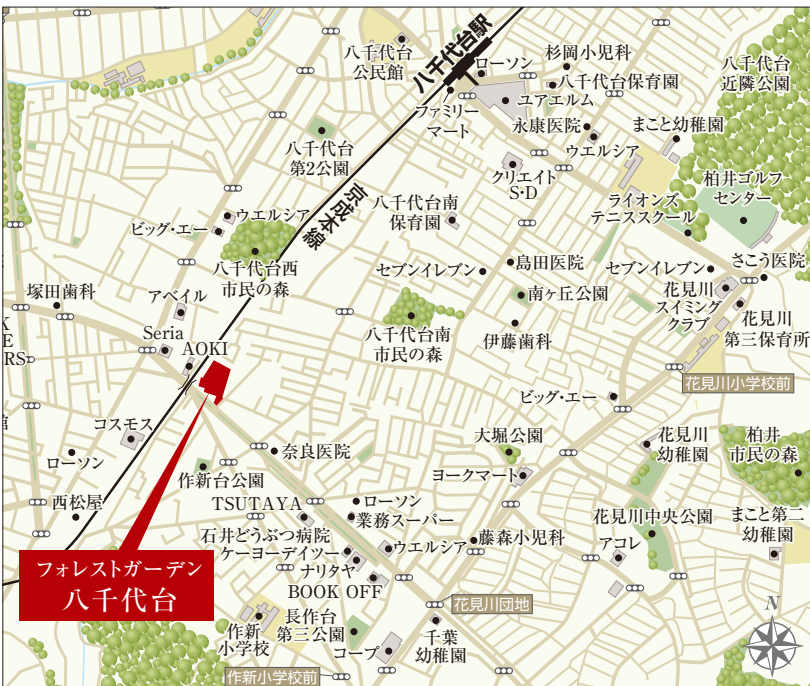 八千代台
公民館
八千代台駅
ローソン
杉岡小児科
八千代台保育園
ユアエルム
ファミリー
マート
永康医院
ウエルシア
まこと幼稚園
八千代台
近隣公園
八千代台
第2公園
京成本線
クリエイト
S・D
八千代台南
保育園
ライオンズ
テニススクール
柏井ゴルフ
センター
ビッグ・エー
ウエルシア
八千代台西
市民の森
セブンイレブン
島田医院
セブンイレブン
さこう医院
塚田歯科
アベイル
南ヶ丘公園
花見川
スイミング
クラブ
花見川
第三保育所
Seria
AOKI
八千代台南
市民の森
伊藤歯科
X
E
RS
花見川小学校前
ビッグ・エー
コスモス
ローソン
奈良医院
大堀公園
花見川
幼稚園
柏井
市民の森
館
作新台公園
ヨークマート
西松屋
TSUTAYA
ローソン
業務スーパー
花見川中央公園
まこと第二
幼稚園
石井どうぶつ病院
ケーヨーデイツー
ウエルシア
藤森小児科
アコレ
フォレストガーデン
八千代台
ナリタヤ
BOOK OFF
花見川団地
作新
小学校
長作台
第三公園
コープ
千葉
幼稚園
作新小学校前
N